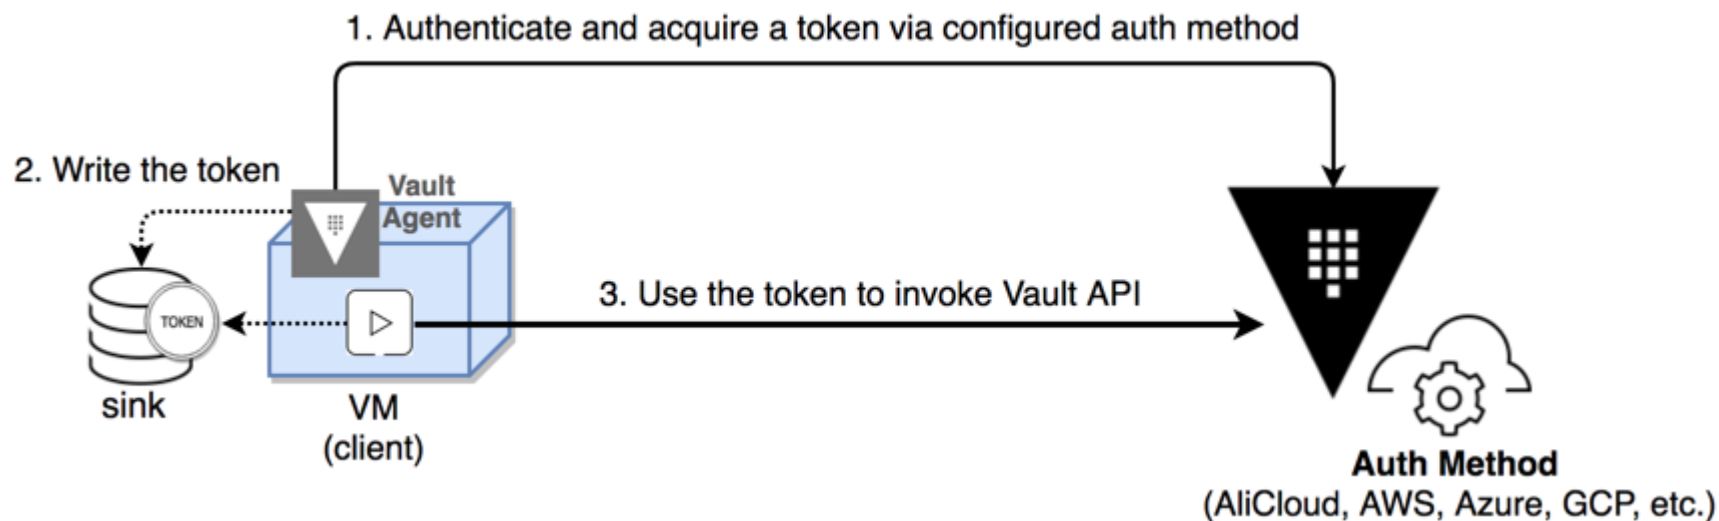 1. Authenticate and acquire a token via configured auth method
2. Write the token
Vault
Agent
3. Use the token to invoke Vault API
TOKEN
sink
VM
(client)
Auth Method
(AliCloud, AWS, Azure, GCP, etc.)